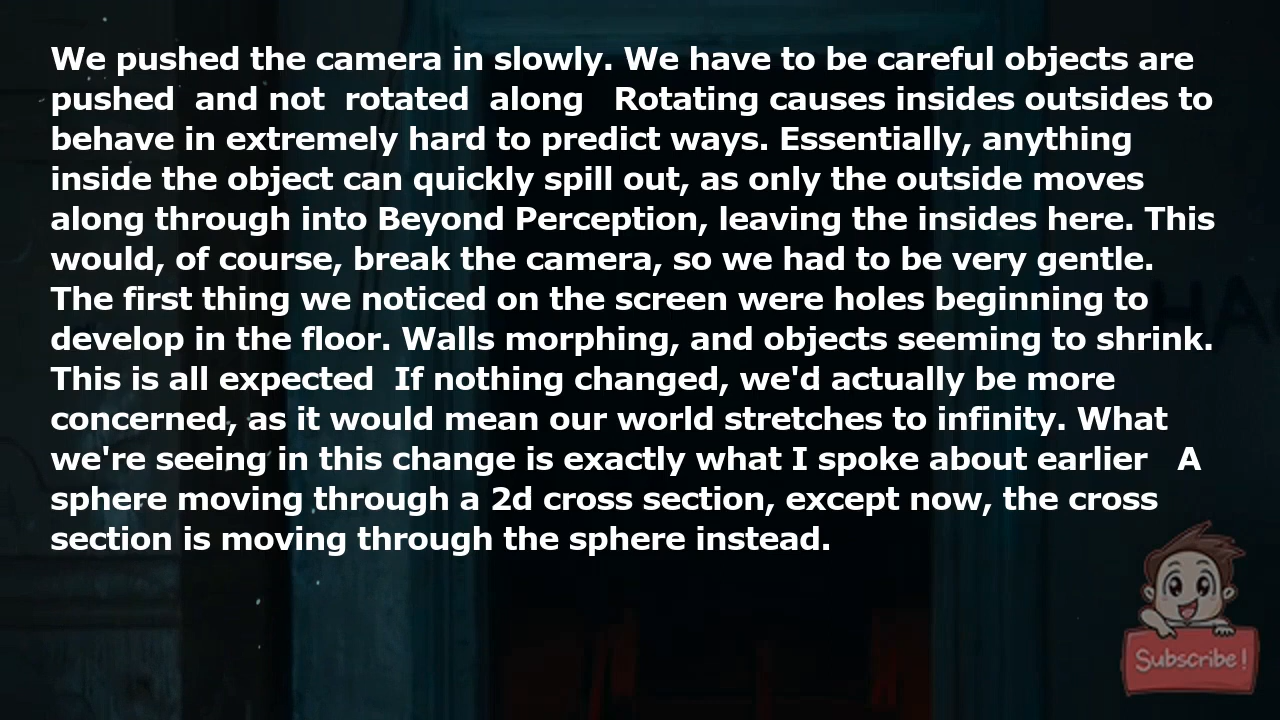 We pushed the camera in slowly. We have to be careful objects are
pushed  and not  rotated  along   Rotating causes insides outsides to
behave in extremely hard to predict ways. Essentially, anything
inside the object can quickly spill out, as only the outside moves
along through into Beyond Perception, leaving the insides here. This
would, of course, break the camera, so we had to be very gentle.
The first thing we noticed on the screen were holes beginning to
develop in the floor. Walls morphing, and objects seeming to shrink.
This is all expected  If nothing changed, we'd actually be more
concerned, as it would mean our world stretches to infinity. What
we're seeing in this change is exactly what I spoke about earlier   A
sphere moving through a 2d cross section, except now, the cross
section is moving through the sphere instead.
Subscribe!